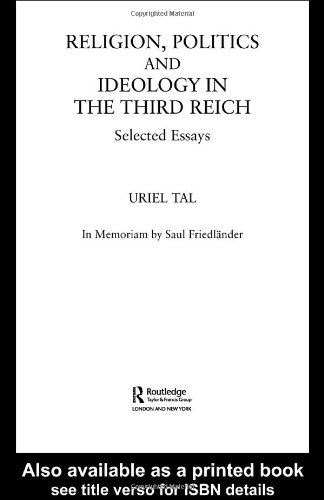 RELIGION, POLITICS
AND
IDEOLOGY IN
THE THIRD REICH
Selected Essays
URIEL TAL
In Memoriam by Saul Friedländer
Routledge
Taylor & Francis Group
LONDON AND NEW YORK
Also available as a printed book
see title verso for ISBN details